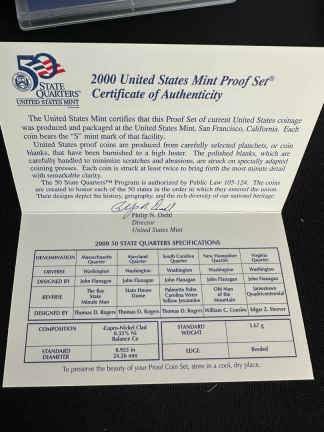 50
STATE
QUARTERS
UNITED STATES MINT
2000 United States Mint Proof Set®
Certificate of Authenticity
The United States Mint certifies that this Proof Set of current United States coinage
was produced and packaged at the United States Mint, San Francisco, California. Each
coin bears the "S" mint mark of that facility.
United States proof coins are produced from carefully selected planchets, or coin
blanks, that have been burnished to a high luster. The polished blanks, which are
carefully handled to minimize scratches and abrasions, are struck on specially adapted
coining presses. Each coin is struck at least twice to bring forth the most minute detail
with remarkable clarity.
The 50 State Quarters™ Program is authorized by Public Law 105-124. The coins
are created to honor each of the 50 states in the order in which they entered the union.
Their designs depict the history, geography, and the rich diversity of our national heritage.
Philip N. Diehl
Director
United States Mint
2000 50 STATE QUARTERS SPECIFICATIONS
DENOMINATION Massachusetts Quarter Maryland Quarter South Carolina Quarter New Hampshire Quarter Virginia Quarter
OBVERSE Washington Washington Washington Washington Washington
DESIGNED BY John Flanagan John Flanagan John Flanagan John Flanagan John Flanagan
REVERSE The Bay State Minute Man State House Dome Palmetto Palm Carolina Wren Yellow Jessamine Old Man of the Mountain Jamestown Quadricentennial
DESIGNED BY Thomas D. Rogers Thomas D. Rogers Thomas D. Rogers William C. Cousins Edgar Z. Steever
COMPOSITION Cupro-Nickel Clad 8.33% Ni Balance Cu STANDARD WEIGHT 5.67 g
STANDARD DIAMETER 0.955 in 24.26 mm EDGE Reeded
To preserve the beauty of your Proof Coin Set, store in a cool, dry place.